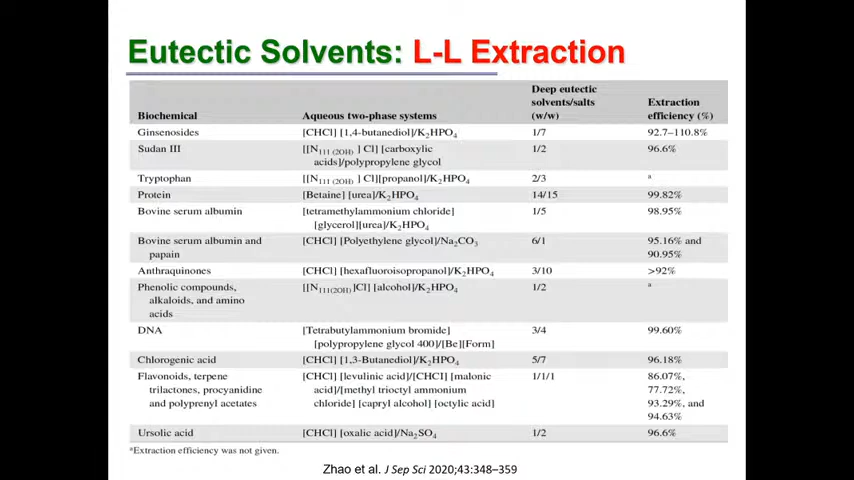 Eutectic Solvents: L-L Extraction
Deep eutectic
solvents/salts Extraction
Biochemical Aqueous two-phase systems (w/w) efficiency (%)
Ginsenosides [CHCl] [1,4-butanediol]/K2HPO4 1/7 92.7–110.8%
Sudan III [[N111 (2OH) ] Cl] [carboxylic 1/2 96.6%
acids]/polypropylene glycol
Tryptophan [[N111 (2OH) ] Cl][propanol]/K2HPO4 2/3 a
Protein [Betaine] [urea]/K2HPO4 14/15 99.82%
Bovine serum albumin [tetramethylammonium chloride] 1/5 98.95%
[glycerol][urea]/K2HPO4
Bovine serum albumin and [CHCl] [Polyethylene glycol]/Na2CO3 6/1 95.16% and
papain 90.95%
Anthraquinones [CHCl] [hexafluoroisopropanol]/K2HPO4 3/10 >92%
Phenolic compounds, [[N111(2OH)]Cl] [alcohol]/K2HPO4 1/2 a
alkaloids, and amino
acids
DNA [Tetrabutylammonium bromide] 3/4 99.60%
[polypropylene glycol 400]/[Be][Form]
Chlorogenic acid [CHCl] [1,3-Butanediol]/K2HPO4 5/7 96.18%
Flavonoids, terpene [CHCl] [levulinic acid]/[CHCI] [malonic 1/1/1 86.07%,
trilactones, procyanidine acid]/[methyl trioctyl ammonium 77.72%,
and polyprenyl acetates chloride] [capryl alcohol] [octylic acid] 93.29%, and
94.63%
Ursolic acid [CHCl] [oxalic acid]/Na2SO4 1/2 96.6%
aExtraction efficiency was not given.
Zhao et al. J Sep Sci 2020;43:348–359